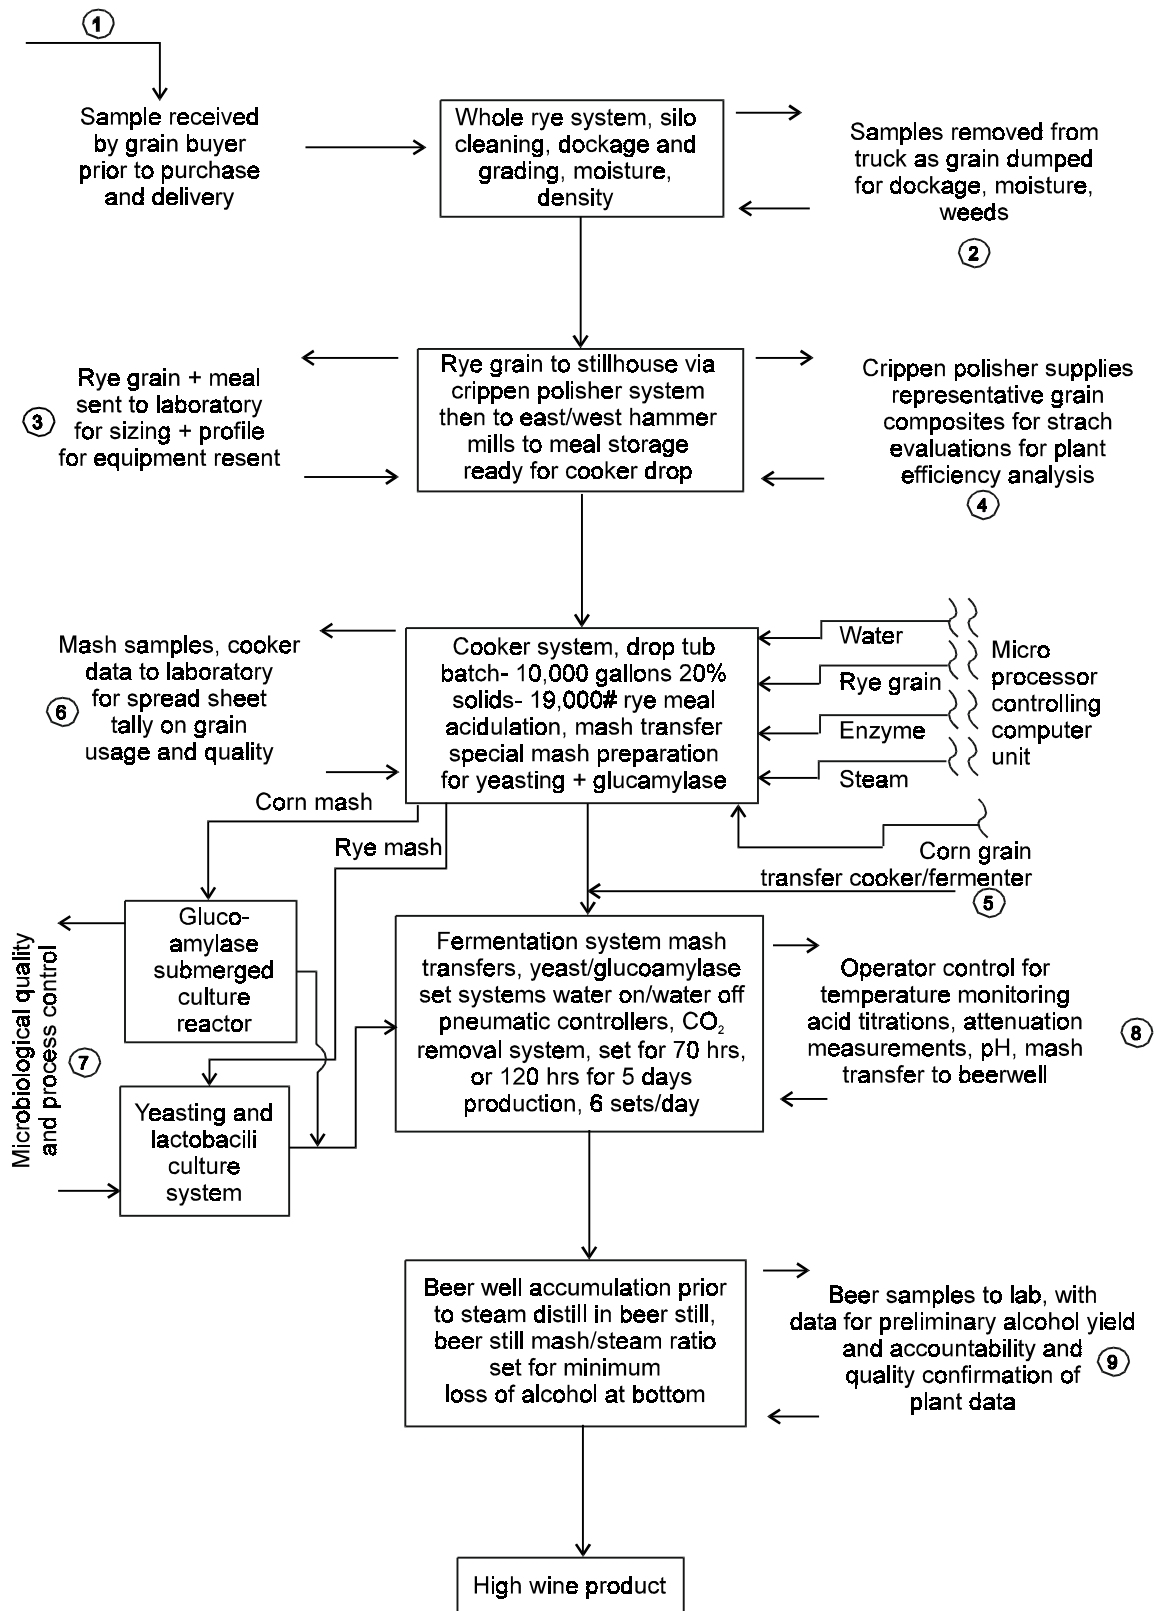 1
Sample received
by grain buyer
prior to purchase
and delivery
Whole rye system, silo
cleaning, dockage and
grading, moisture,
density
Samples removed from
truck as grain dumped
for dockage, moisture,
weeds
2
Rye grain + meal
sent to laboratory
for sizing + profile
for equipment resent
3
Rye grain to stillhouse via
crippen polisher system
then to east/west hammer
mills to meal storage
ready for cooker drop
Crippen polisher supplies
representative grain
composites for strach
evaluations for plant
efficiency analysis
4
Mash samples, cooker
data to laboratory
for spread sheet
tally on grain
usage and quality
6
Cooker system, drop tub
batch- 10,000 gallons 20%
solids- 19,000# rye meal
acidulation, mash transfer
special mash preparation
for yeasting + glucamylase
Water
Rye grain
Enzyme
Steam
Micro
processor
controlling
computer
unit
Corn mash
Rye mash
Corn grain
transfer cooker/fermenter
5
Gluco-
amylase
submerged
culture
reactor
Microbiological quality
and process control
7
Yeasting and
lactobacili
culture
system
Fermentation system mash
transfers, yeast/glucoamylase
set systems water on/water off
pneumatic controllers, CO₂
removal system, set for 70 hrs,
or 120 hrs for 5 days
production, 6 sets/day
Operator control for
temperature monitoring
acid titrations, attenuation
measurements, pH, mash
transfer to beerwell
8
Beer well accumulation prior
to steam distill in beer still,
beer still mash/steam ratio
set for minimum
loss of alcohol at bottom
Beer samples to lab, with
data for preliminary alcohol yield
and accountability and
quality confirmation of
plant data
9
High wine product